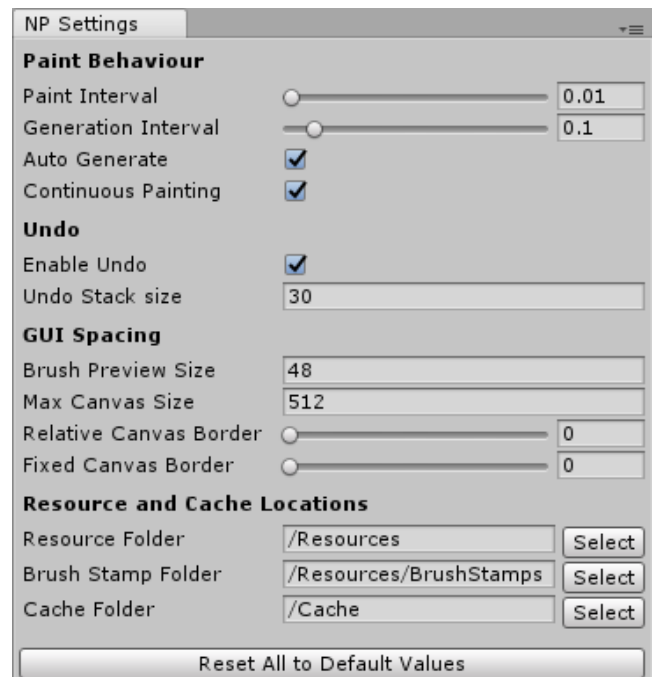 NP Settings
Paint Behaviour
Paint Interval 0.01
Generation Interval 0.1
Auto Generate
Continuous Painting
Undo
Enable Undo
Undo Stack size 30
GUI Spacing
Brush Preview Size 48
Max Canvas Size 512
Relative Canvas Border 0
Fixed Canvas Border 0
Resource and Cache Locations
Resource Folder /Resources Select
Brush Stamp Folder /Resources/BrushStamps Select
Cache Folder /Cache Select
Reset All to Default Values